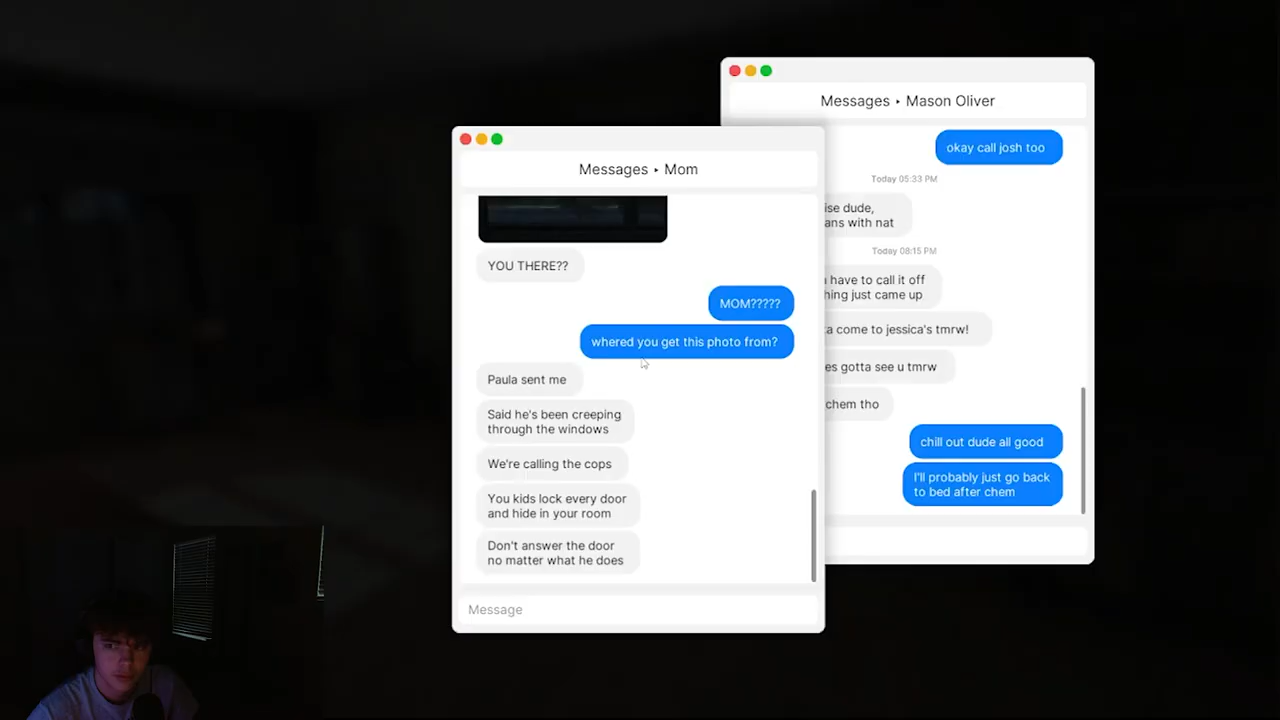 Messages ‣ Mom
YOU THERE??
MOM?????
whered you get this photo from?
Paula sent me
Said he's been creeping
through the windows
We're calling the cops
You kids lock every door
and hide in your room
Don't answer the door
no matter what he does
Message
Messages ‣ Mason Oliver
okay call josh too
Today 05:33 PM
ise dude,
ans with nat
Today 08:15 PM
have to call it off
hing just came up
a come to jessica's tmrw!
es gotta see u tmrw
chem tho
chill out dude all good
I'll probably just go back
to bed after chem